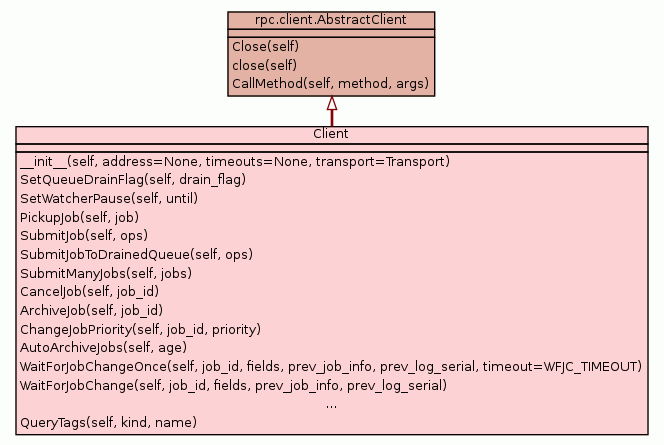 rpc.client.AbstractClient
Close(self)
close(self)
CallMethod(self, method, args)
Client
__init__(self, address=None, timeouts=None, transport=Transport)
SetQueueDrainFlag(self, drain_flag)
SetWatcherPause(self, until)
PickupJob(self, job)
SubmitJob(self, ops)
SubmitJobToDrainedQueue(self, ops)
SubmitManyJobs(self, jobs)
CancelJob(self, job_id)
ArchiveJob(self, job_id)
ChangeJobPriority(self, job_id, priority)
AutoArchiveJobs(self, age)
WaitForJobChangeOnce(self, job_id, fields, prev_job_info, prev_log_serial, timeout=WFJC_TIMEOUT)
WaitForJobChange(self, job_id, fields, prev_job_info, prev_log_serial)
...
QueryTags(self, kind, name)